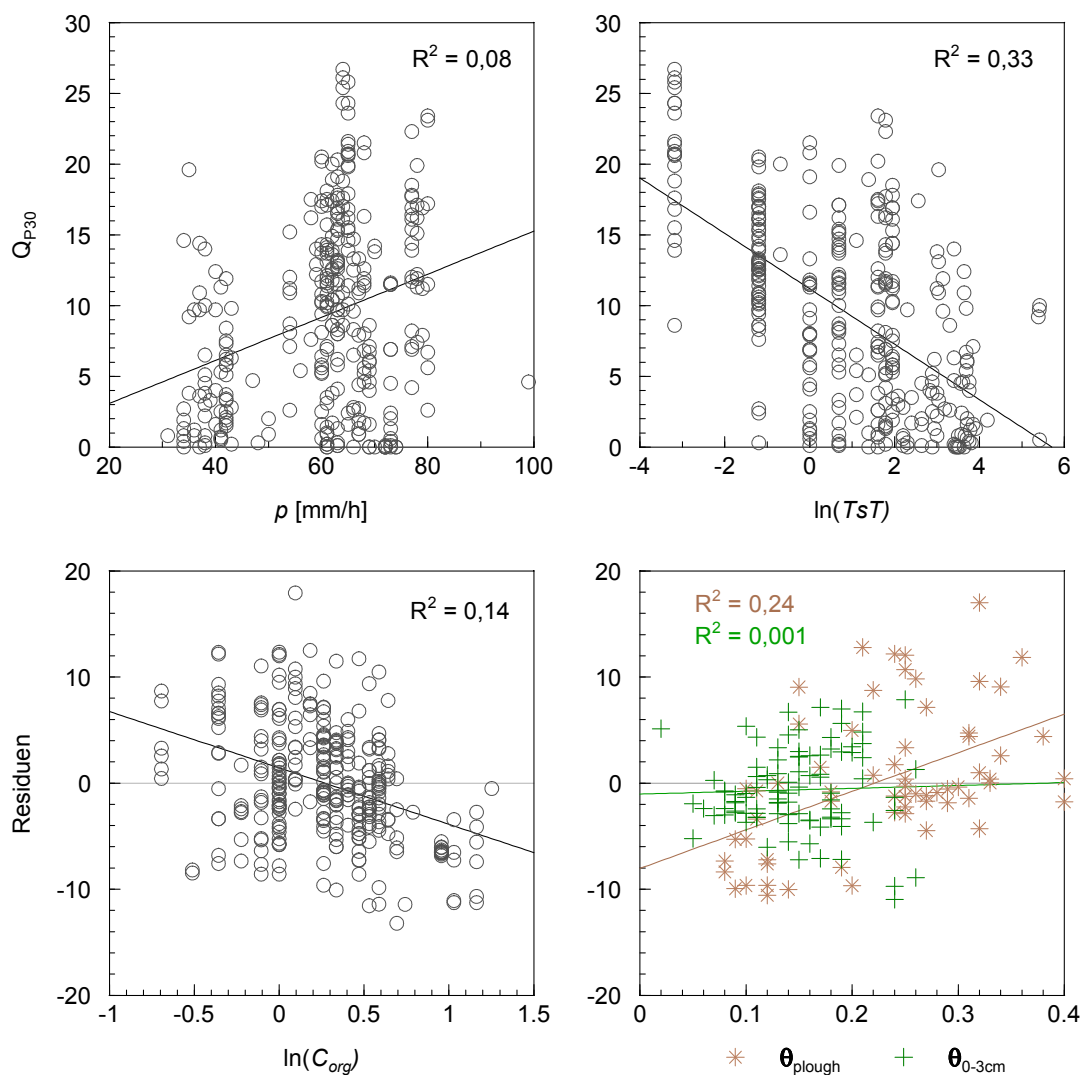 30
25
20
15
10
5
0
Q_P30
R² = 0,08
20 40 60 80 100
p [mm/h]
30
25
20
15
10
5
0
R² = 0,33
-4 -2 0 2 4 6
ln(TsT)
20
10
0
-10
-20
Residuen
R² = 0,14
-1 -0.5 0 0.5 1 1.5
ln(C_org)
20
10
0
-10
-20
R² = 0,24
R² = 0,001
0 0.1 0.2 0.3 0.4
θ_plough θ_0-3cm